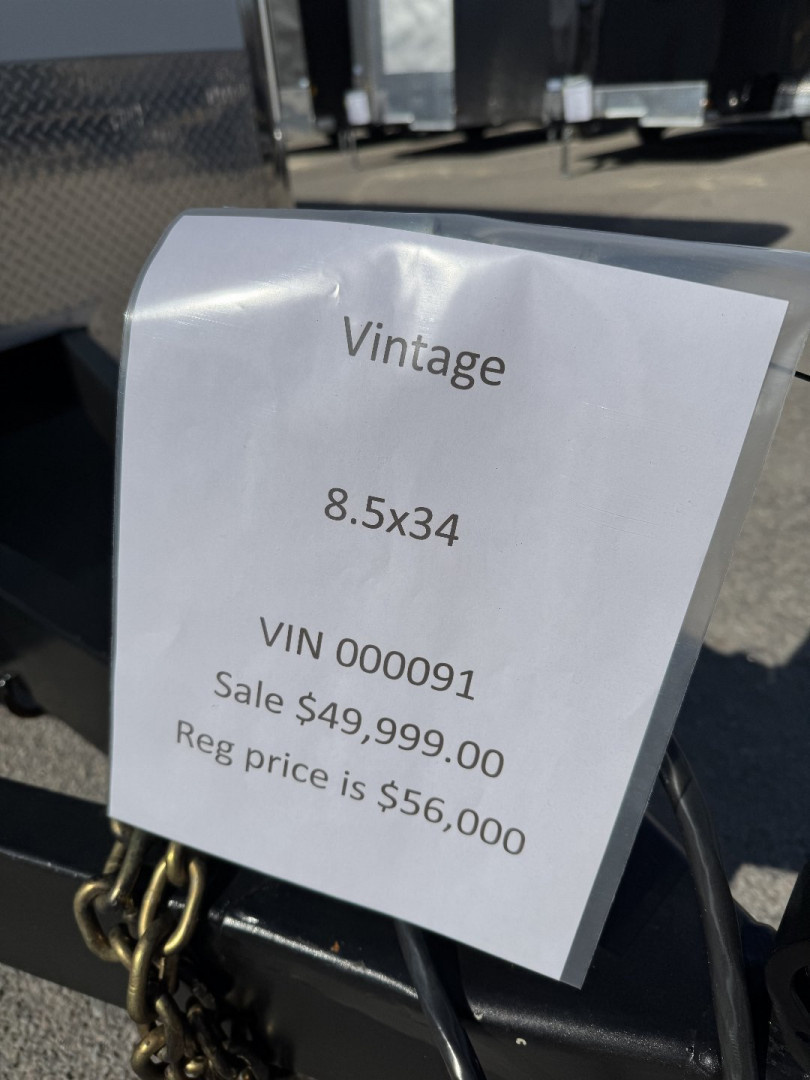 Vintage
8.5x34
VIN 000091
Sale $49,999.00
Reg price is $56,000